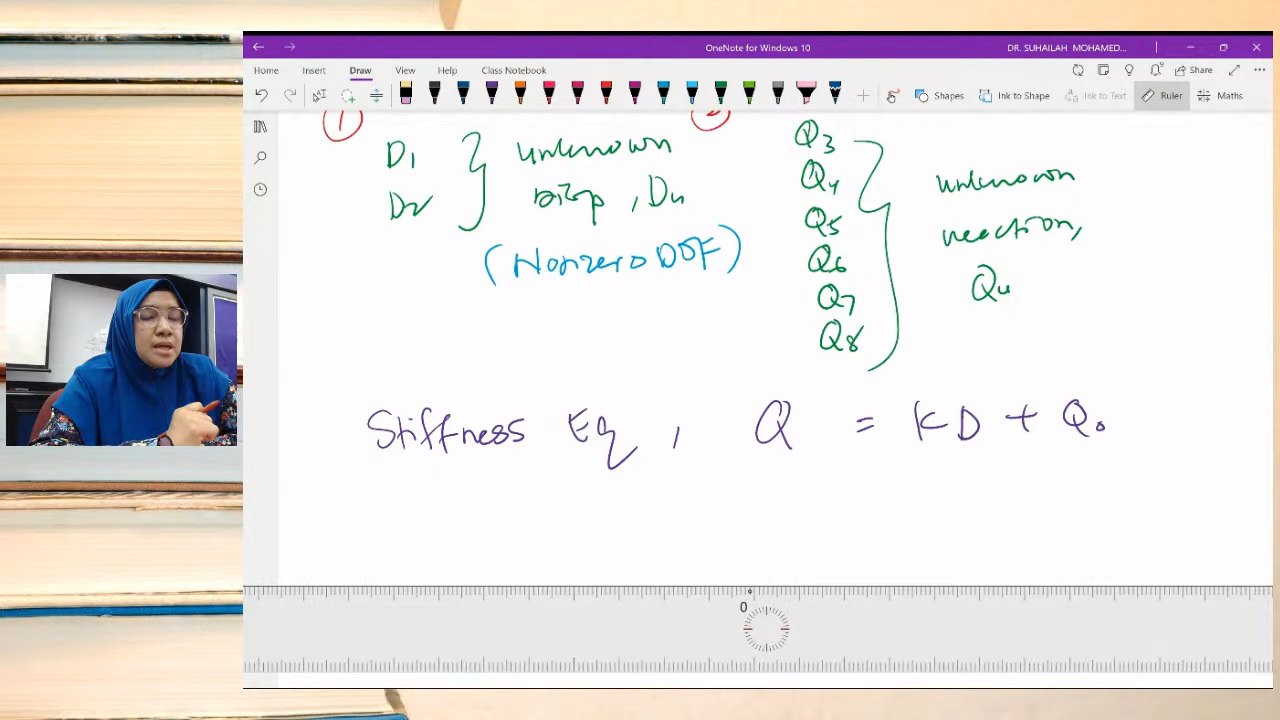 OneNote for Windows 10
DR. SUHAILAH MOHAMED...
Home Insert Draw View Help Class Notebook
Share
Shapes Ink to Shape Ink to Text Ruler Maths
1
2
D1
D2
unknown
Disp, Du
(Nonzero DOF)
Q3
Q4
Q5
Q6
Q7
Q8
unknown
reaction,
Qu
Stiffness Eq, Q = KD + Q0
0